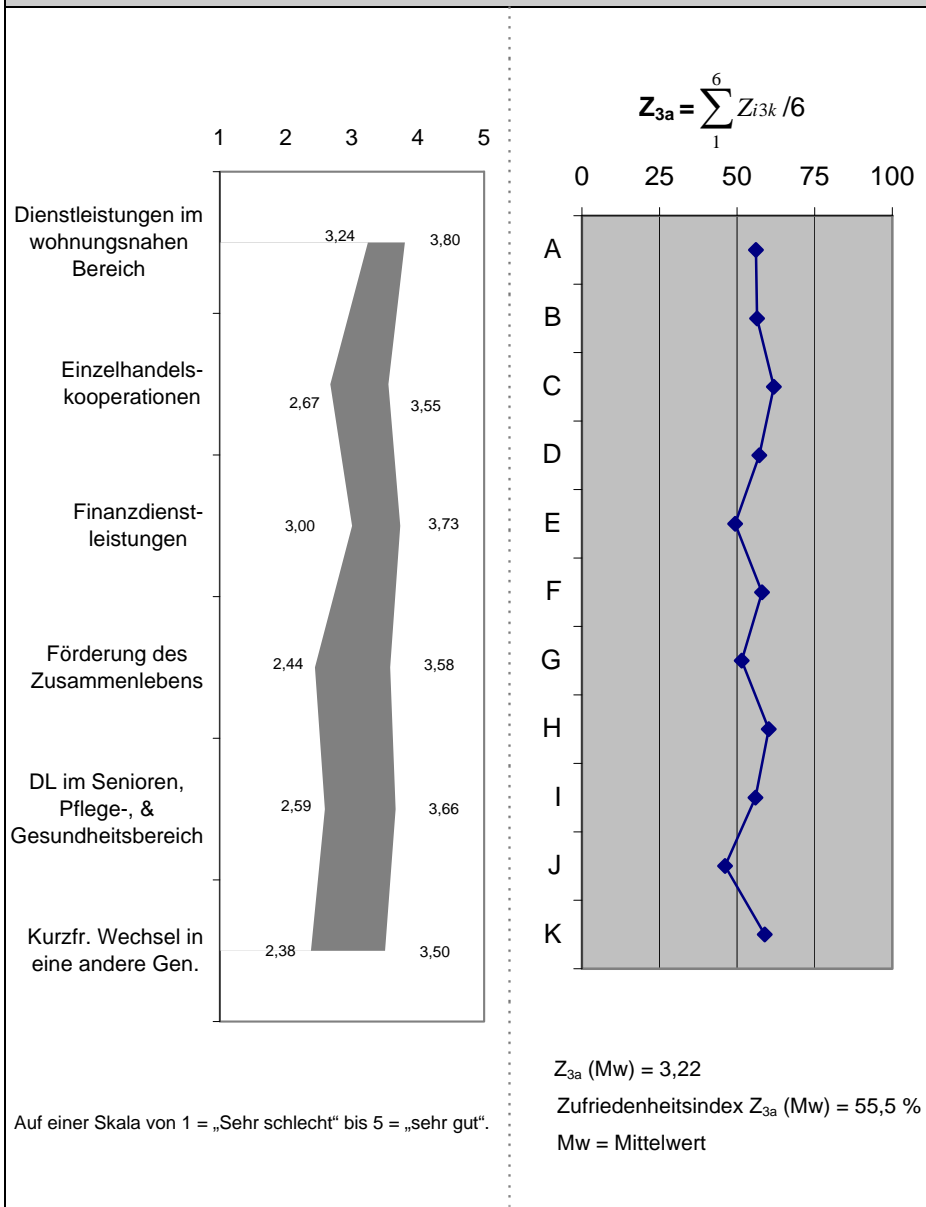 1 2 3 4 5
Dienstleistungen im
wohnungsnahen
Bereich
3,24 3,80
Einzelhandels-
kooperationen
2,67 3,55
Finanzdienst-
leistungen
3,00 3,73
Förderung des
Zusammenlebens
2,44 3,58
DL im Senioren,
Pflege-, &
Gesundheitsbereich
2,59 3,66
Kurzfr. Wechsel in
eine andere Gen.
2,38 3,50
Auf einer Skala von 1 = „Sehr schlecht“ bis 5 = „sehr gut“.
6
Z3a = ∑ Zi3k /6
1
0 25 50 75 100
A
B
C
D
E
F
G
H
I
J
K
Z3a (Mw) = 3,22
Zufriedenheitsindex Z3a (Mw) = 55,5 %
Mw = Mittelwert